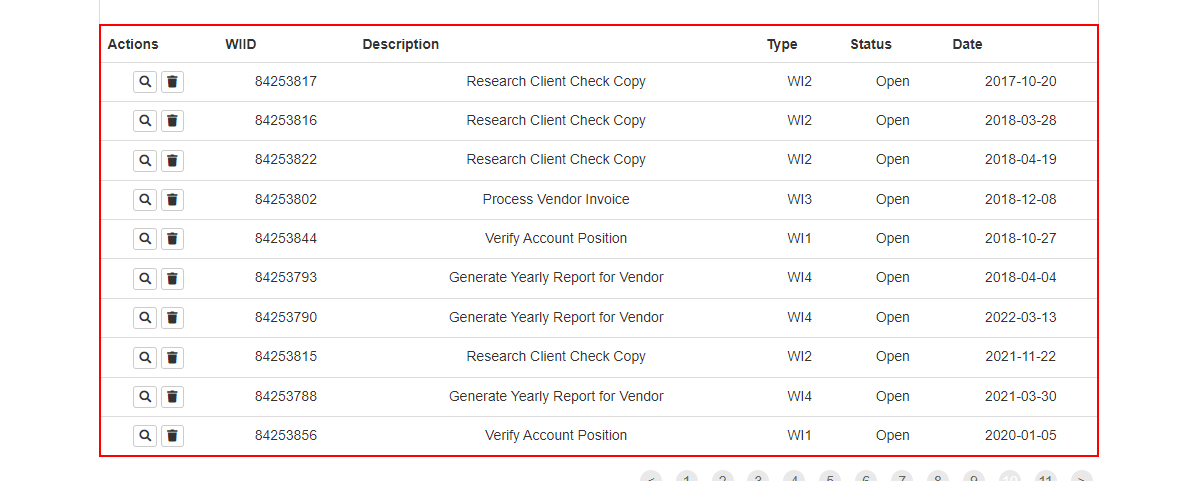 Actions WIID Description Type Status Date
84253817 Research Client Check Copy WI2 Open 2017-10-20
84253816 Research Client Check Copy WI2 Open 2018-03-28
84253822 Research Client Check Copy WI2 Open 2018-04-19
84253802 Process Vendor Invoice WI3 Open 2018-12-08
84253844 Verify Account Position WI1 Open 2018-10-27
84253793 Generate Yearly Report for Vendor WI4 Open 2018-04-04
84253790 Generate Yearly Report for Vendor WI4 Open 2022-03-13
84253815 Research Client Check Copy WI2 Open 2021-11-22
84253788 Generate Yearly Report for Vendor WI4 Open 2021-03-30
84253856 Verify Account Position WI1 Open 2020-01-05
< 1 2 3 4 5 6 7 8 9 10 11 >